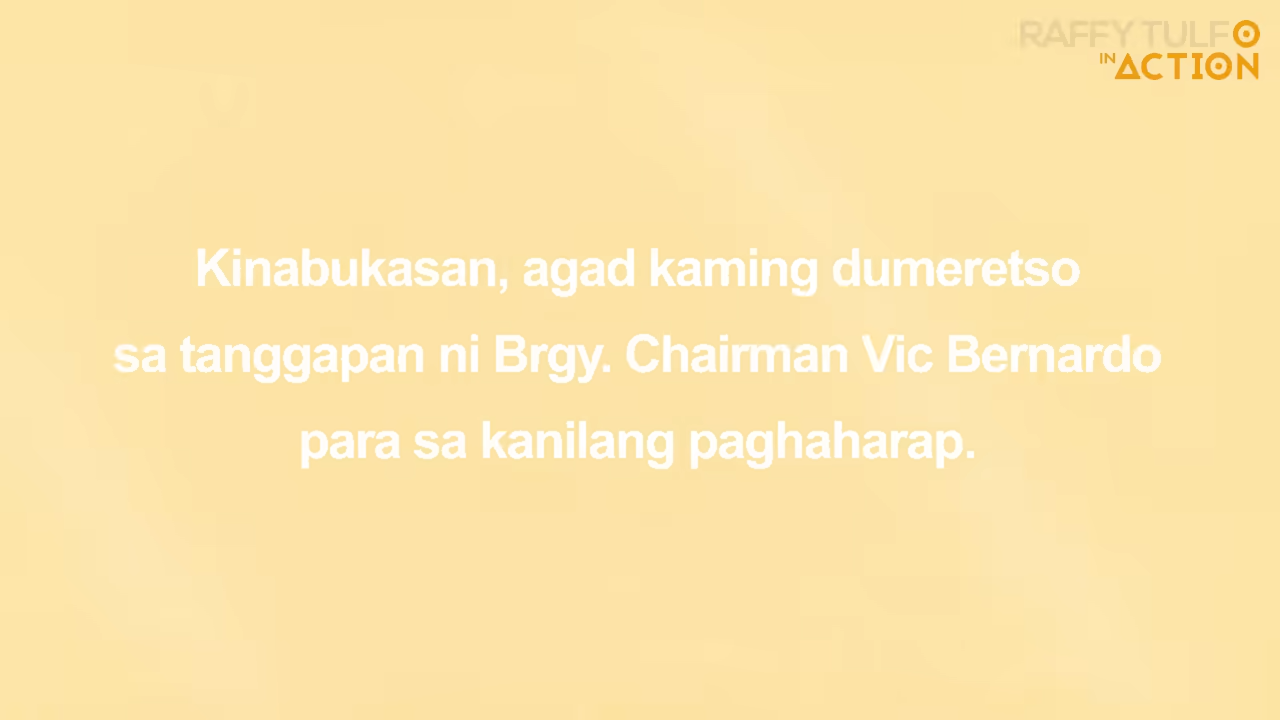 RAFFY TULFO
IN ACTION
Kinabukasan, agad kaming dumeretso
sa tanggapan ni Brgy. Chairman Vic Bernardo
para sa kanilang paghaharap.